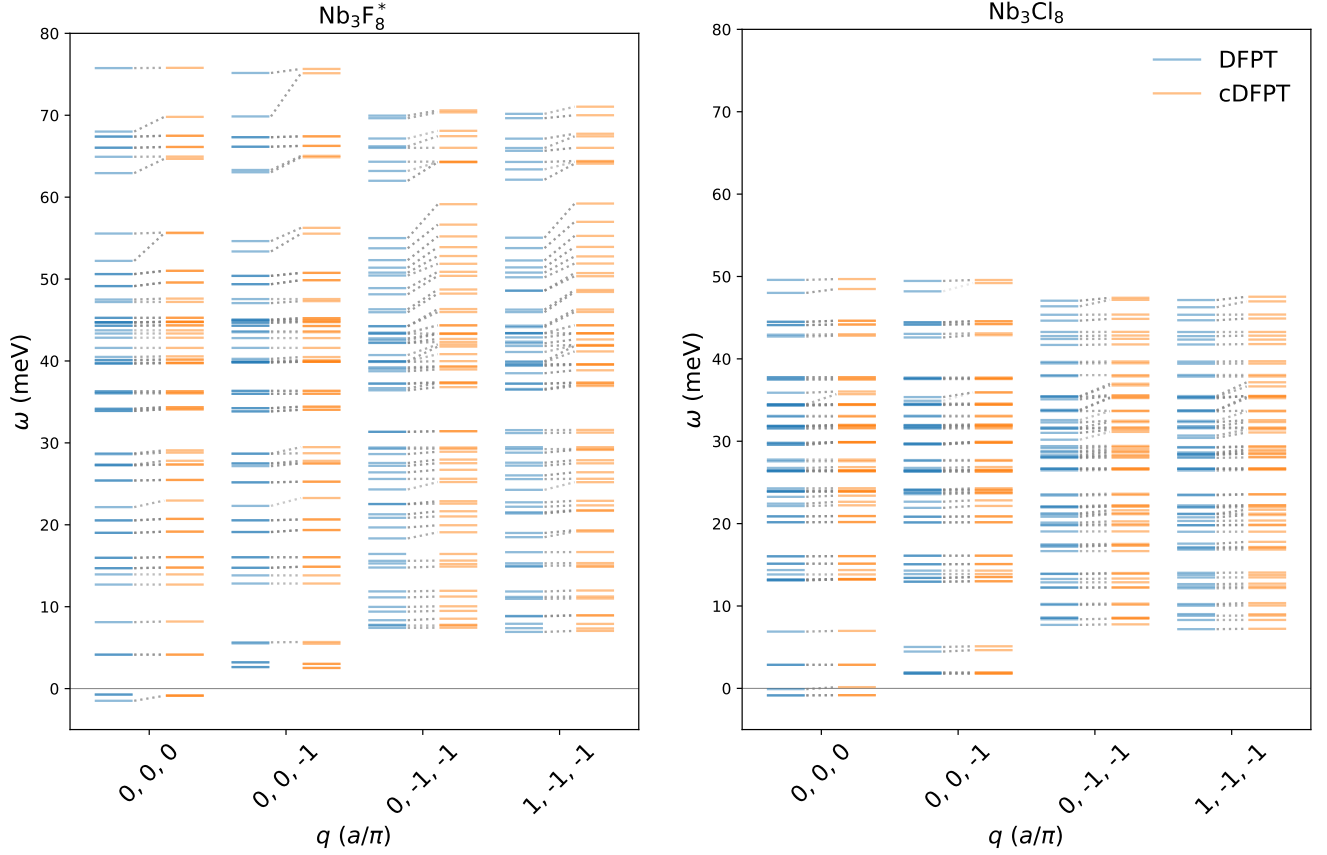 Nb₃F₈*
80
70
60
50
40
30
20
10
0
ω (meV)
0, 0, 0
0, 0, -1
0, -1, -1
1, -1, -1
q (a/π)
Nb₃Cl₈
DFPT
cDFPT
80
70
60
50
40
30
20
10
0
ω (meV)
0, 0, 0
0, 0, -1
0, -1, -1
1, -1, -1
q (a/π)